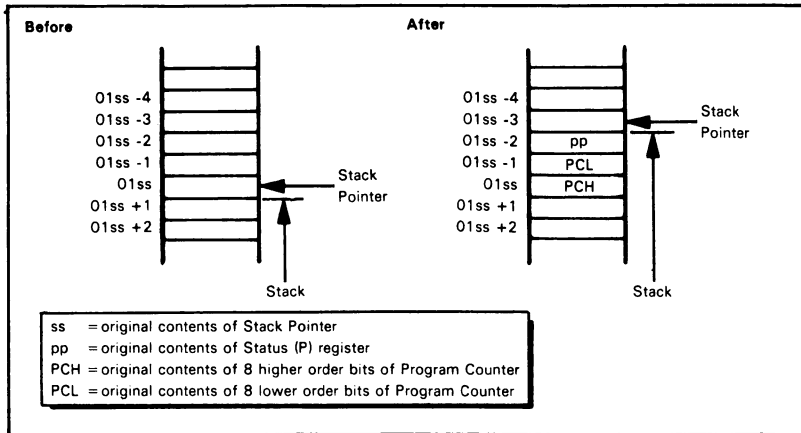 Before
01ss -4
01ss -3
01ss -2
01ss -1
01ss
01ss +1
01ss +2
Stack
Pointer
Stack
After
01ss -4
01ss -3
01ss -2
01ss -1
01ss
01ss +1
01ss +2
pp
PCL
PCH
Stack
Pointer
Stack
ss = original contents of Stack Pointer
pp = original contents of Status (P) register
PCH = original contents of 8 higher order bits of Program Counter
PCL = original contents of 8 lower order bits of Program Counter